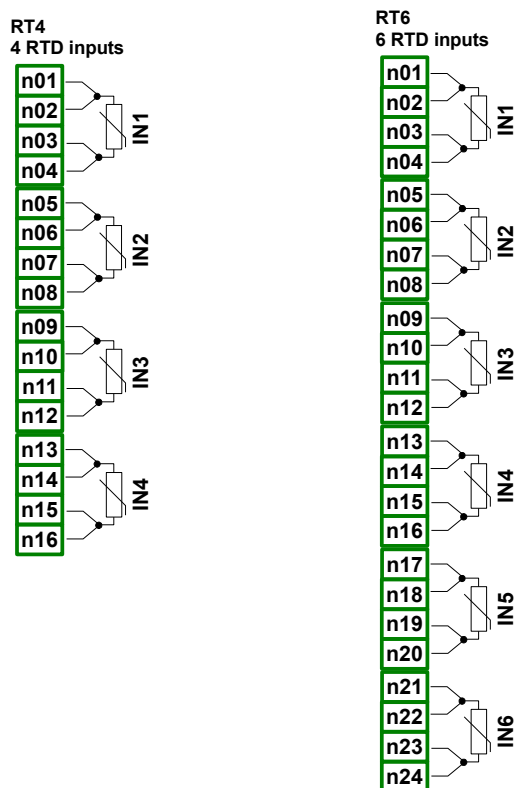 RT4
4 RTD inputs
n01
n02
n03
n04
IN1
n05
n06
n07
n08
IN2
n09
n10
n11
n12
IN3
n13
n14
n15
n16
IN4
RT6
6 RTD inputs
n01
n02
n03
n04
IN1
n05
n06
n07
n08
IN2
n09
n10
n11
n12
IN3
n13
n14
n15
n16
IN4
n17
n18
n19
n20
IN5
n21
n22
n23
n24
IN6